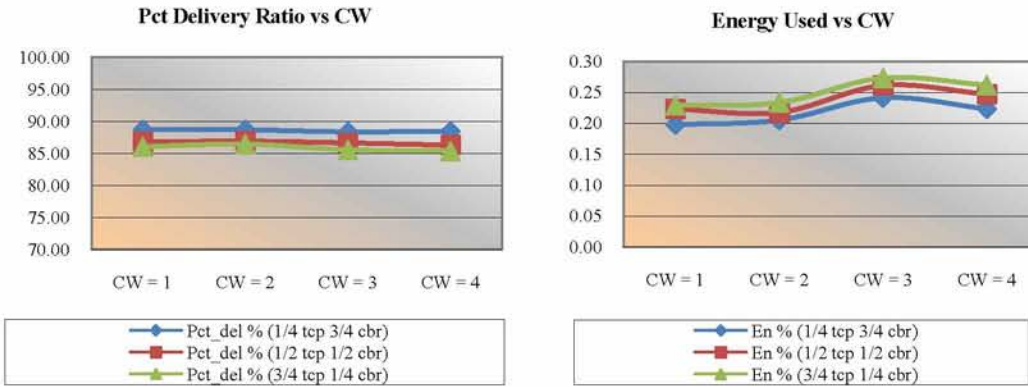 Pct Delivery Ratio vs CW
100.00
95.00
90.00
85.00
80.00
75.00
70.00
CW = 1 CW = 2 CW = 3 CW = 4
Pct_del % (1/4 tcp 3/4 cbr)
Pct_del % (1/2 tcp 1/2 cbr)
Pct_del % (3/4 tcp 1/4 cbr)
Energy Used vs CW
0.30
0.25
0.20
0.15
0.10
0.05
0.00
CW = 1 CW = 2 CW = 3 CW = 4
En % (1/4 tcp 3/4 cbr)
En % (1/2 tcp 1/2 cbr)
En % (3/4 tcp 1/4 cbr)